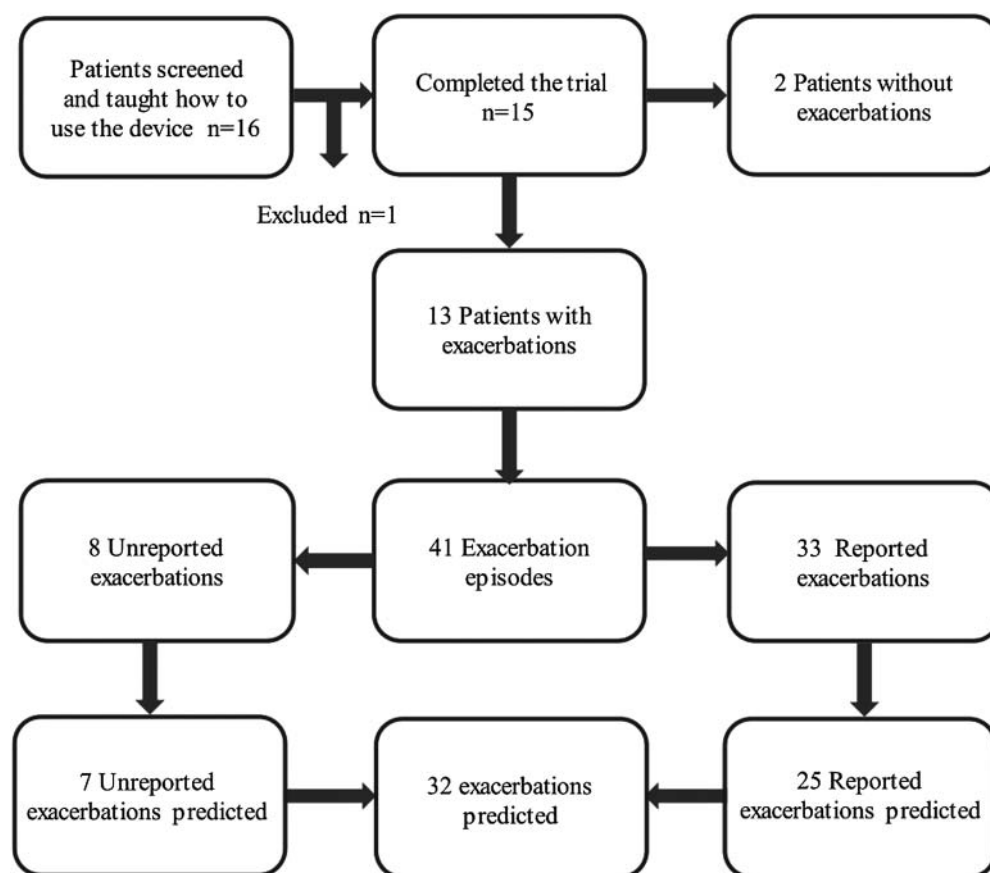 Patients screened
and taught how to
use the device n=16
Completed the trial
n=15
2 Patients without
exacerbations
Excluded n=1
13 Patients with
exacerbations
8 Unreported
exacerbations
41 Exacerbation
episodes
33 Reported
exacerbations
7 Unreported
exacerbations predicted
32 exacerbations
predicted
25 Reported
exacerbations predicted